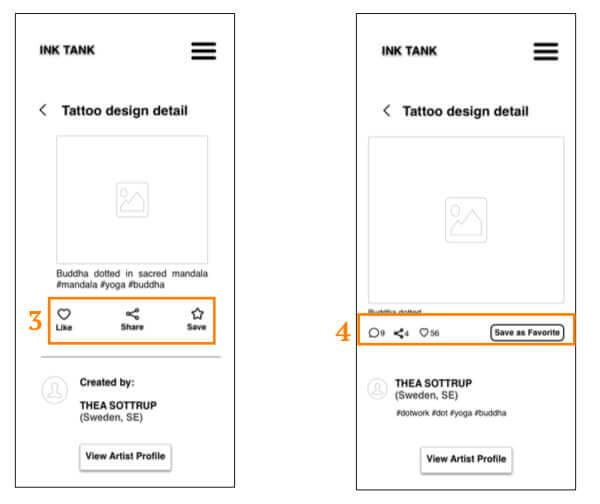 INK TANK
Tattoo design detail
Buddha dotted in sacred mandala
#mandala #yoga #buddha
3
Like Share Save
Created by:
THEA SOTTRUP
(Sweden, SE)
View Artist Profile
INK TANK
Tattoo design detail
Buddha dotted
4
9 4 56 Save as Favorite
THEA SOTTRUP
(Sweden, SE)
#dotwork #dot #yoga #buddha
View Artist Profile